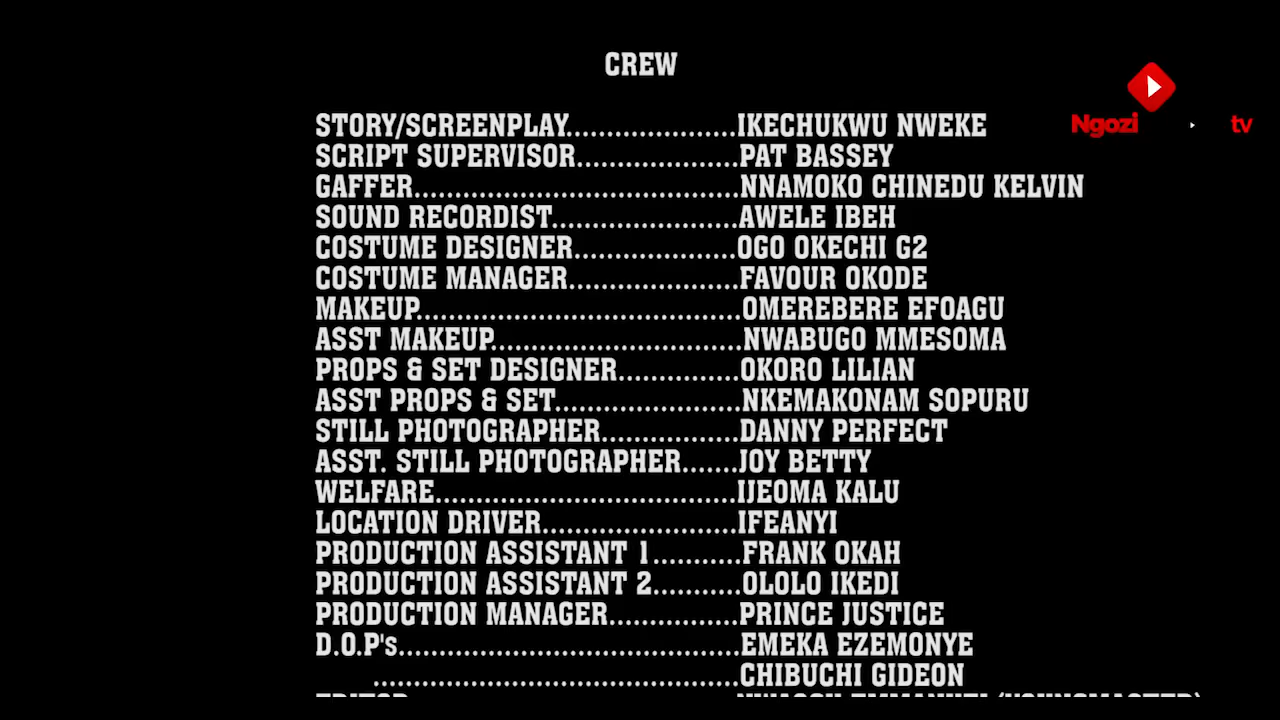 CREW
STORY/SCREENPLAY.....................IKECHUKWU NWEKE
SCRIPT SUPERVISOR....................PAT BASSEY
GAFFER........................................NNAMOKO CHINEDU KELVIN
SOUND RECORDIST.......................AWELE IBEH
COSTUME DESIGNER....................OGO OKECHI G2
COSTUME MANAGER.....................FAVOUR OKODE
MAKEUP........................................OMEREBERE EFOAGU
ASST MAKEUP...............................NWABUGO MMESOMA
PROPS & SET DESIGNER...............OKORO LILIAN
ASST PROPS & SET.......................NKEMAKONAM SOPURU
STILL PHOTOGRAPHER.................DANNY PERFECT
ASST. STILL PHOTOGRAPHER.......JOY BETTY
WELFARE.....................................IJEOMA KALU
LOCATION DRIVER........................IFEANYI
PRODUCTION ASSISTANT 1...........FRANK OKAH
PRODUCTION ASSISTANT 2...........OLOLO IKEDI
PRODUCTION MANAGER................PRINCE JUSTICE
D.O.P's..........................................EMEKA EZEMONYE
.............................................CHIBUCHI GIDEON
EDITOR
Ngozi tv